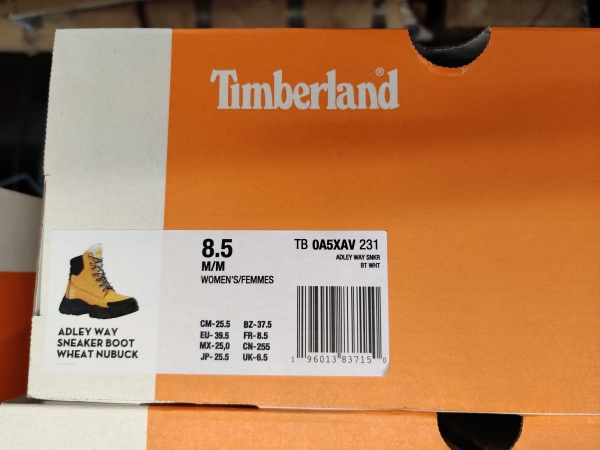 Timberland®
8.5
M/M
WOMEN'S/FEMMES
TB 0A5XAV 231
ADLEY WAY SNKR
BT WHT
ADLEY WAY
SNEAKER BOOT
WHEAT NUBUCK
CM-25.5 BZ-37.5
EU- 39.5 FR-8.5
MX-25,0 CN-255
JP- 25.5 UK-6.5
1 96013 83715 0